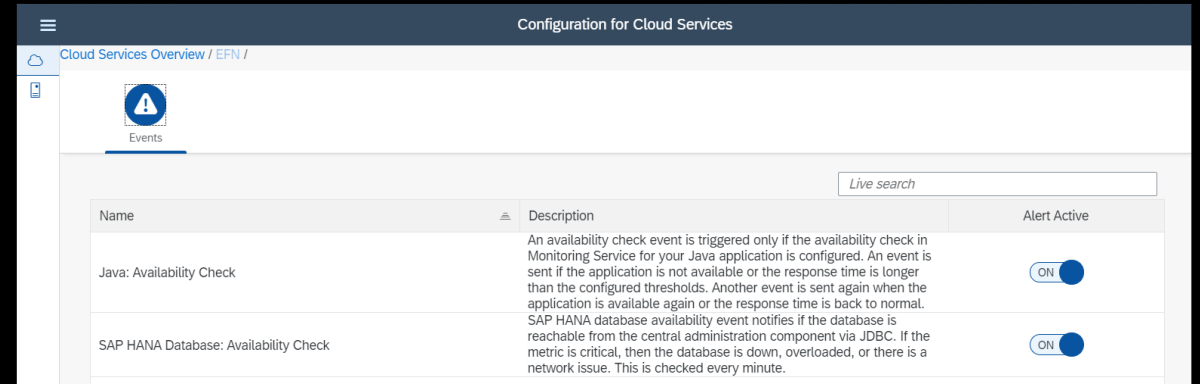 Configuration for Cloud Services
Cloud Services Overview / EFN /
Events
Live search
Name Description Alert Active
An availability check event is triggered only if the availability check in
Monitoring Service for your Java application is configured. An event is
Java: Availability Check sent if the application is not available or the response time is longer ON
than the configured thresholds. Another event is sent again when the
application is available again or the response time is back to normal.
SAP HANA database availability event notifies if the database is
reachable from the central administration component via JDBC. If the
SAP HANA Database: Availability Check metric is critical, then the database is down, overloaded, or there is a ON
network issue. This is checked every minute.